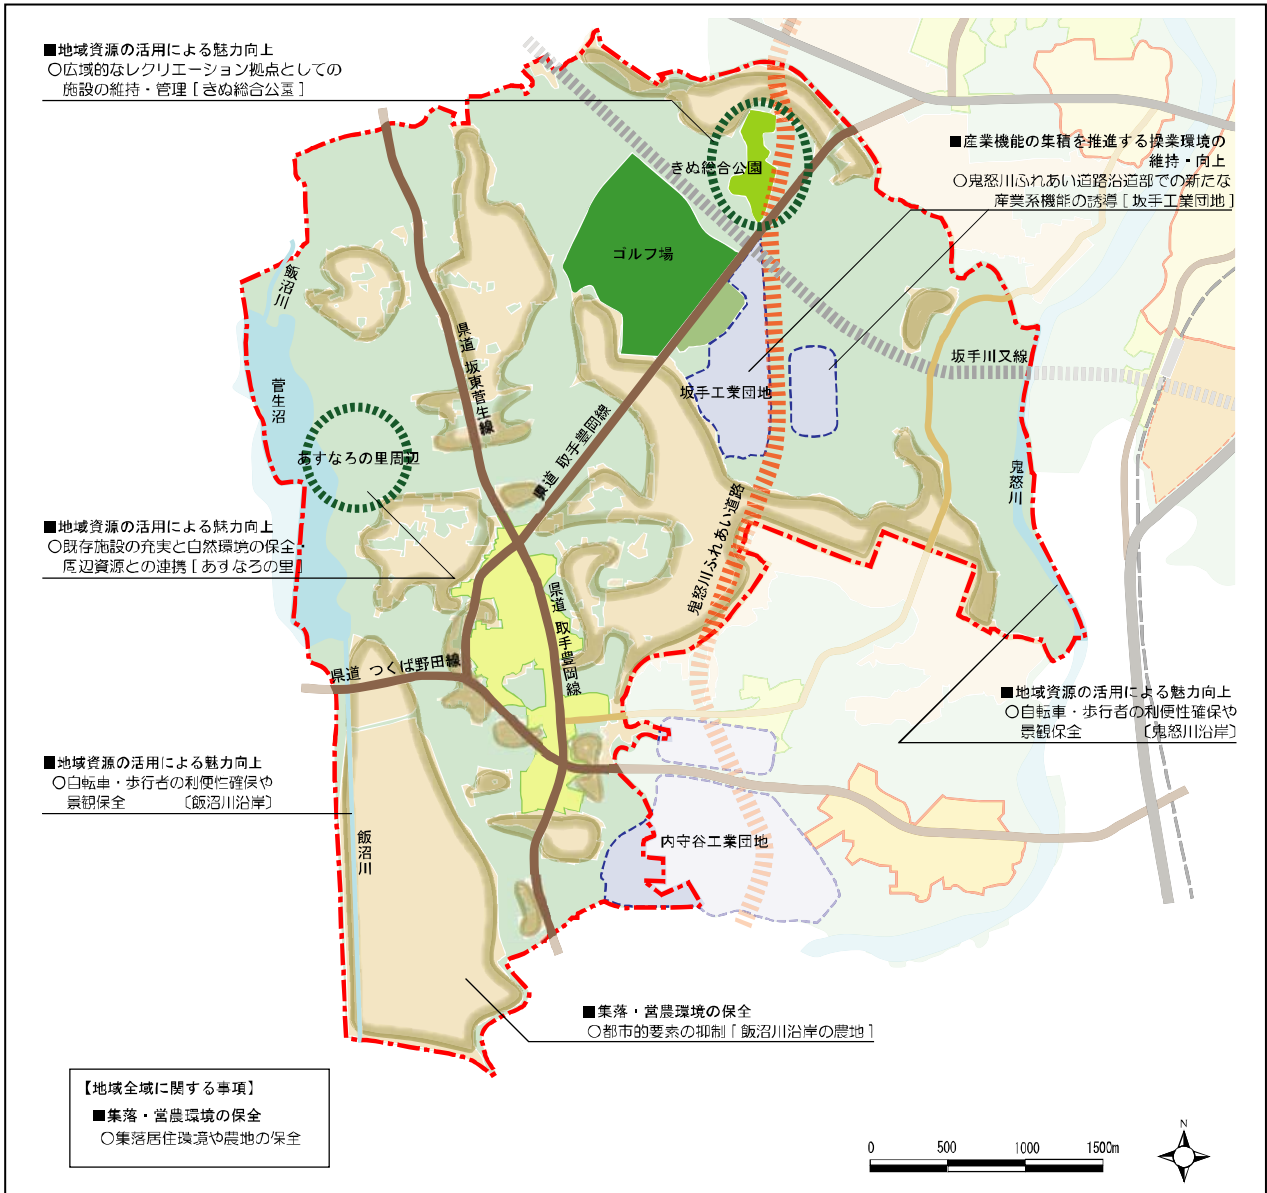 ■地域資源の活用による魅力向上
○広域的なレクリエーション拠点としての
施設の維持・管理［きぬ総合公園］
■産業機能の集積を推進する操業環境の
維持・向上
○鬼怒川ふれあい道路沿道部での新たな
産業系機能の誘導［坂手工業団地］
きぬ総合公園
ゴルフ場
飯沼川
菅生沼
県道 坂東菅生線
坂手川又線
坂手工業団地
県道 取手豊岡線
あすなろの里周辺
鬼怒川
鬼怒川ふれあい道路
■地域資源の活用による魅力向上
○既存施設の充実と自然環境の保全・
周辺資源との連携［あすなろの里］
県道 取手豊岡線
県道 つくば野田線
■地域資源の活用による魅力向上
○自転車・歩行者の利便性確保や
景観保全　〔鬼怒川沿岸〕
■地域資源の活用による魅力向上
○自転車・歩行者の利便性確保や
景観保全　〔飯沼川沿岸〕
飯沼川
内守谷工業団地
■集落・営農環境の保全
○都市的要素の抑制［飯沼川沿岸の農地］
【地域全域に関する事項】
■集落・営農環境の保全
○集落居住環境や農地の保全
0 500 1000 1500m
N